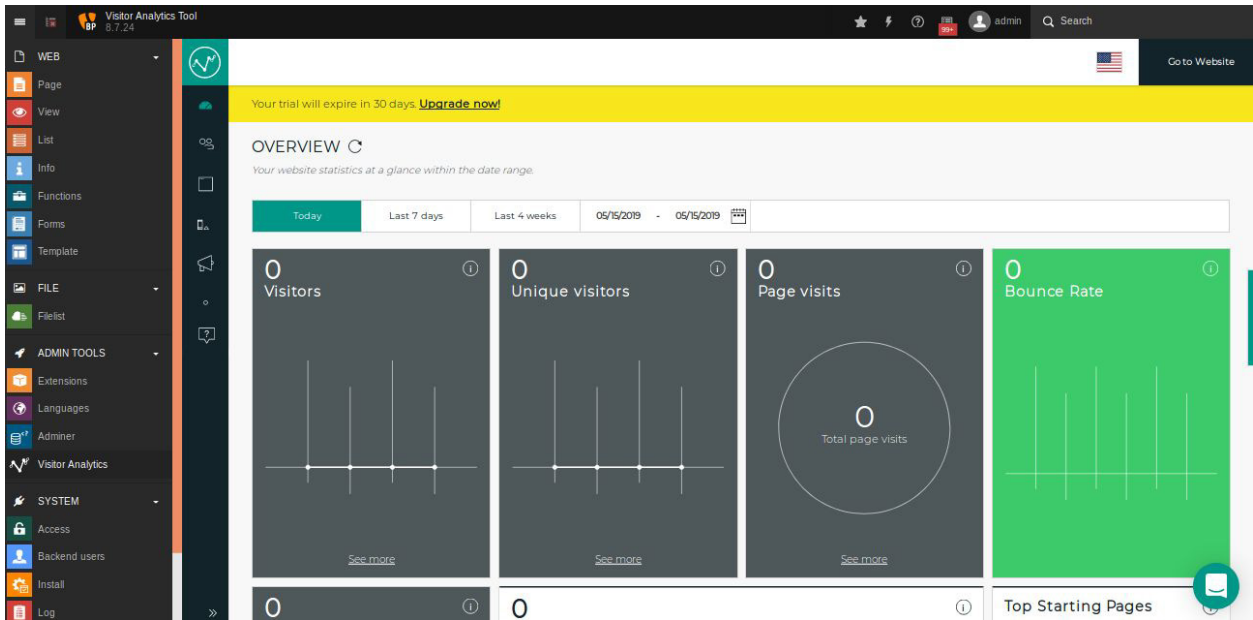 Visitor Analytics Tool
8.7.24
BP
99+
admin
Search
WEB
Page
View
List
Info
Functions
Forms
Template
FILE
Filelist
ADMIN TOOLS
Extensions
Languages
Adminer
Visitor Analytics
SYSTEM
Access
Backend users
Install
Log
Go to Website
Your trial will expire in 30 days. Upgrade now!
OVERVIEW
Your website statistics at a glance within the date range.
Today Last 7 days Last 4 weeks 05/15/2019 - 05/15/2019
0
Visitors
See more
0
Unique visitors
See more
0
Page visits
0
Total page visits
See more
0
Bounce Rate
0
0
Top Starting Pages